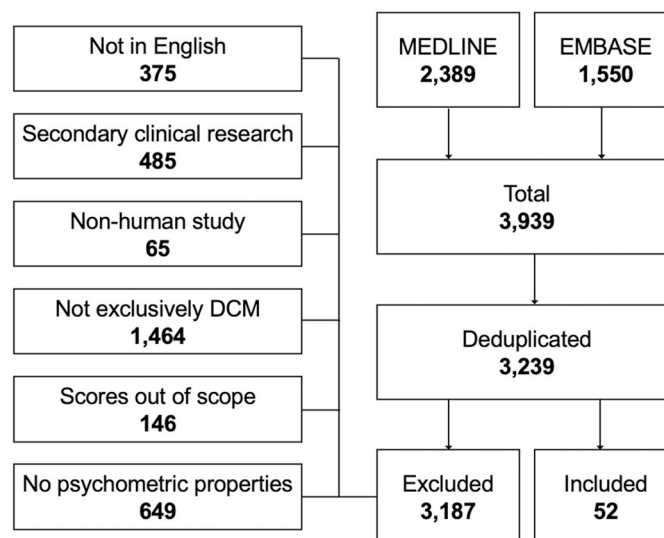 Not in English
375
Secondary clinical research
485
Non-human study
65
Not exclusively DCM
1,464
Scores out of scope
146
No psychometric properties
649
MEDLINE
2,389
EMBASE
1,550
Total
3,939
Deduplicated
3,239
Excluded
3,187
Included
52